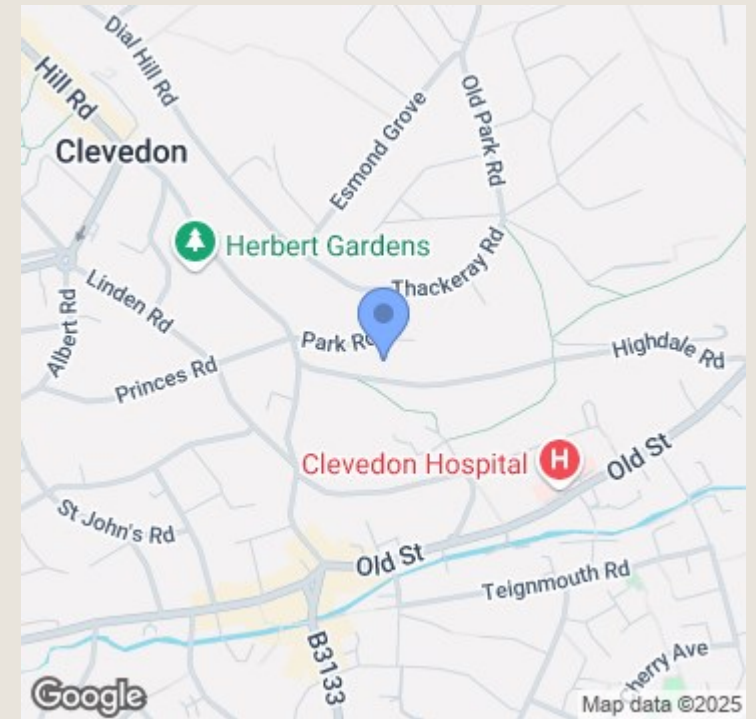 Dial Hill Rd
Hill Rd
Clevedon
Esmond Grove
Old Park Rd
Herbert Gardens
Thackeray Rd
Linden Rd
Albert Rd
Park
Highdale Rd
Princes Rd
Clevedon Hospital
H
Old St
St John's Rd
Old St
Teignmouth Rd
B3133
Ave
Google
Map data ©2025